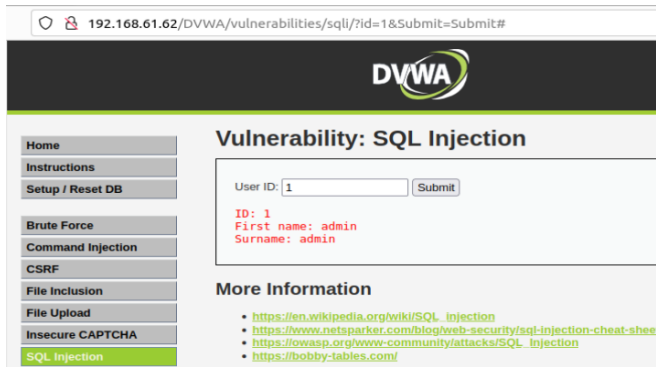 192.168.61.62/DVWA/vulnerabilities/sqli/?id=1&Submit=Submit#
DVWA
Home
Instructions
Setup / Reset DB
Brute Force
Command Injection
CSRF
File Inclusion
File Upload
Insecure CAPTCHA
SQL Injection
Vulnerability: SQL Injection
User ID: 1 Submit
ID: 1
First name: admin
Surname: admin
More Information
https://en.wikipedia.org/wiki/SQL_injection
https://www.netsparker.com/blog/web-security/sql-injection-cheat-shee
https://owasp.org/www-community/attacks/SQL_Injection
https://bobby-tables.com/